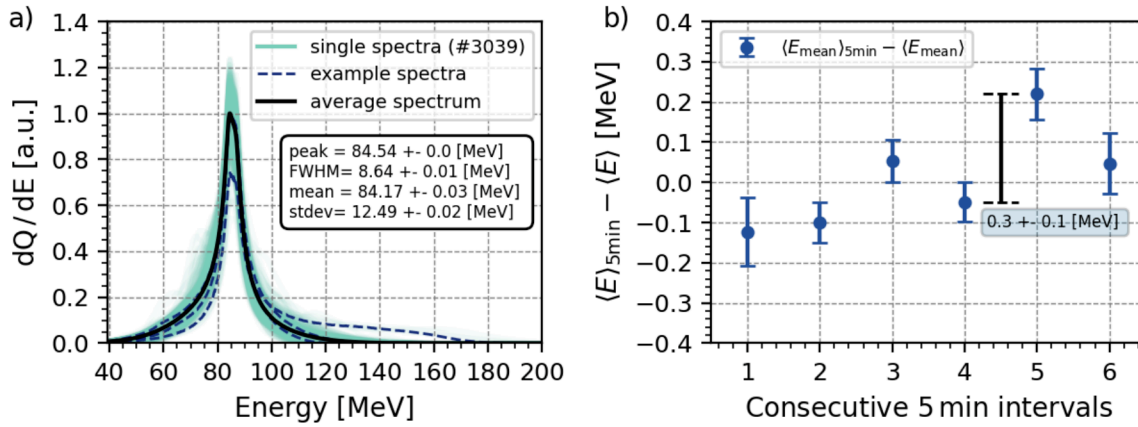 a)
1.4
1.2
1.0
0.8
0.6
0.4
0.2
0.0
dQ/dE [a.u.]
single spectra (#3039)
example spectra
average spectrum
peak = 84.54 +- 0.0 [MeV]
FWHM= 8.64 +- 0.01 [MeV]
mean = 84.17 +- 0.03 [MeV]
stdev= 12.49 +- 0.02 [MeV]
40 60 80 100 120 140 160 180 200
Energy [MeV]
b)
0.4
0.3
0.2
0.1
0.0
−0.1
−0.2
−0.3
−0.4
⟨E⟩5min − ⟨E⟩ [MeV]
⟨Emean⟩5min − ⟨Emean⟩
0.3 +- 0.1 [MeV]
1 2 3 4 5 6
Consecutive 5 min intervals